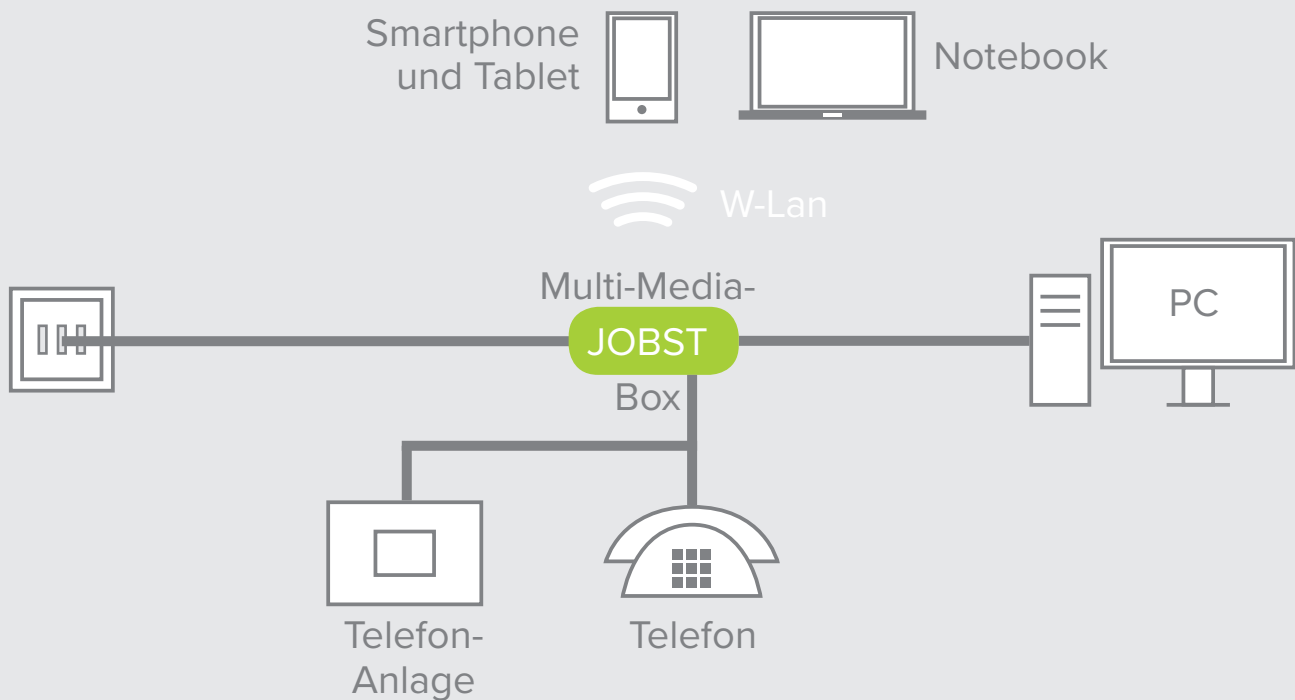 Smartphone
und Tablet
Notebook
W-Lan
Multi-Media-
JOBST
Box
PC
Telefon-
Anlage
Telefon